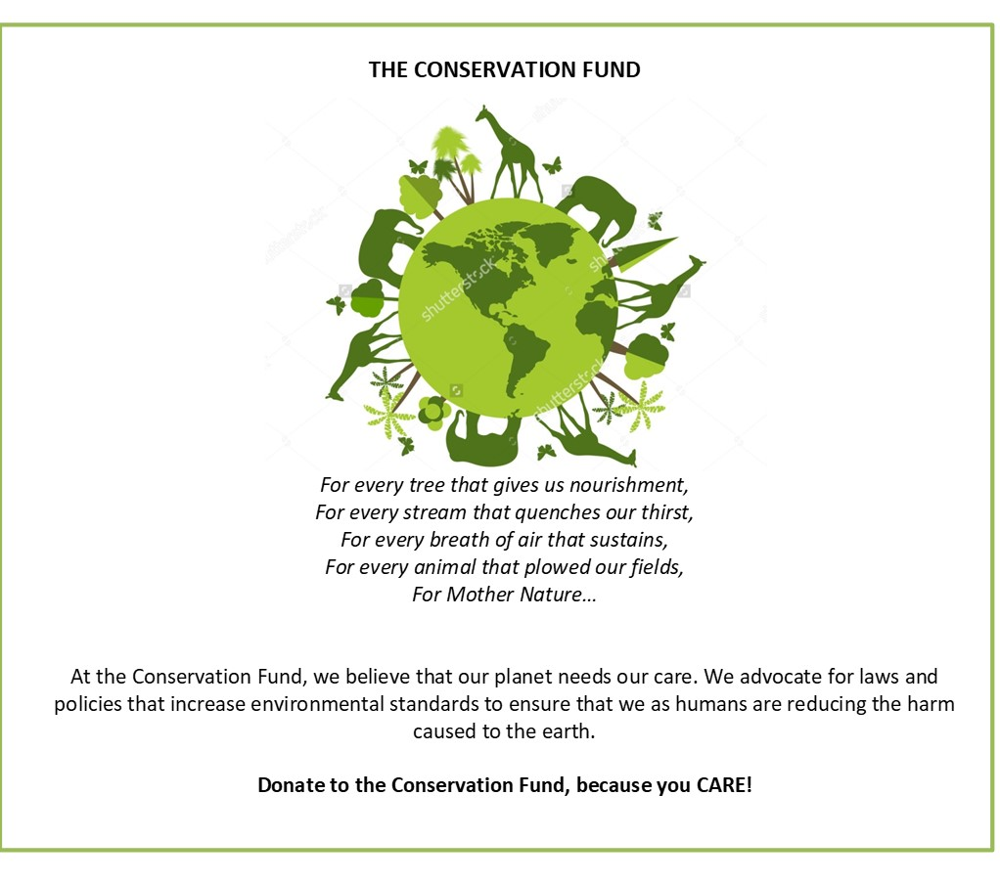 THE CONSERVATION FUND
shutterstock
shutterstock
For every tree that gives us nourishment,
For every stream that quenches our thirst,
For every breath of air that sustains,
For every animal that plowed our fields,
For Mother Nature…
At the Conservation Fund, we believe that our planet needs our care. We advocate for laws and
policies that increase environmental standards to ensure that we as humans are reducing the harm
caused to the earth.
Donate to the Conservation Fund, because you CARE!